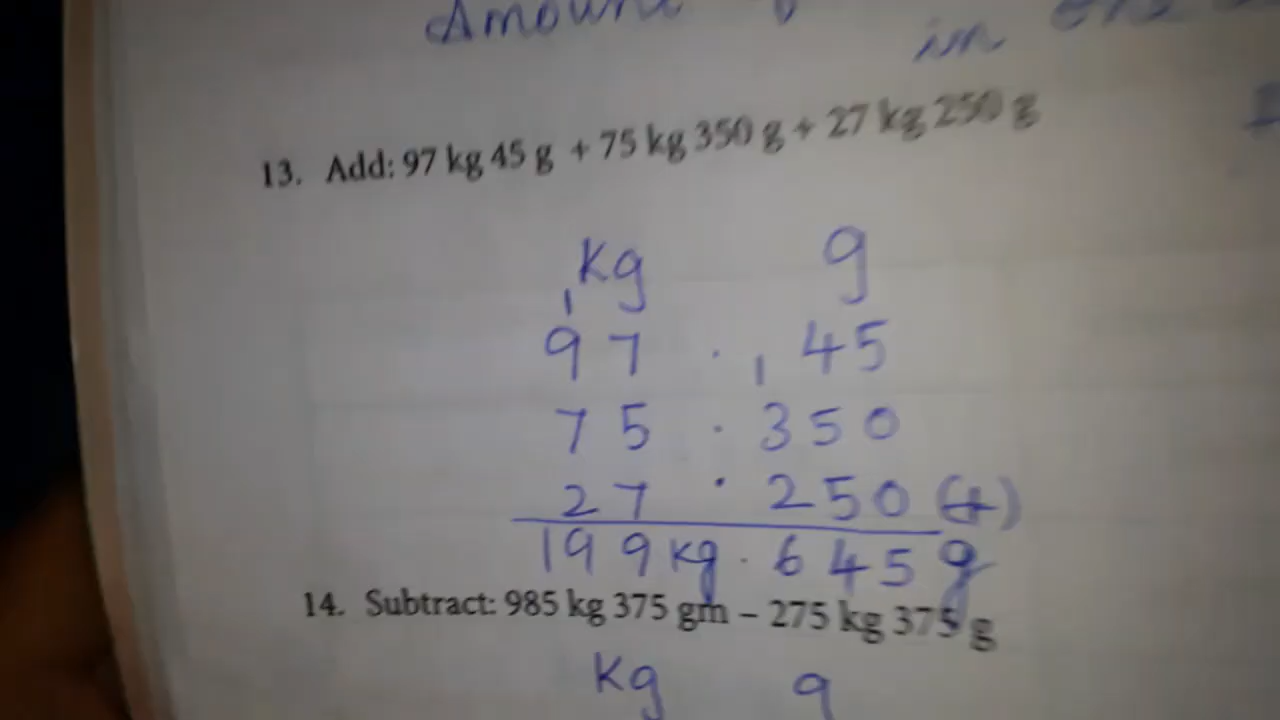 Amount
in
13. Add: 97 kg 45 g + 75 kg 350 g + 27 kg 250 g
kg g
1
97 . 1 45
75 . 350
27 . 250 (+)
199 kg . 645 g
14. Subtract: 985 kg 375 gm – 275 kg 375 g
kg g